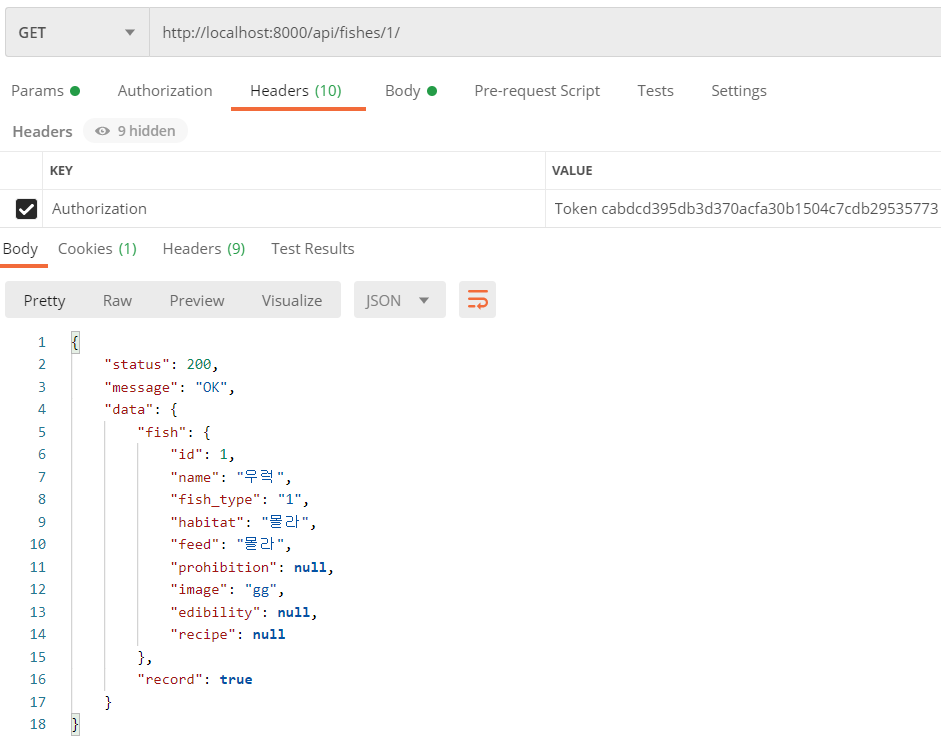 GET http://localhost:8000/api/fishes/1/
Params Authorization Headers (10) Body Pre-request Script Tests Settings
Headers 9 hidden
KEY VALUE
Authorization Token cabdcd395db3d370acfa30b1504c7cdb29535773
Body Cookies (1) Headers (9) Test Results
Pretty Raw Preview Visualize JSON
1 {
2 "status": 200,
3 "message": "OK",
4 "data": {
5 "fish": {
6 "id": 1,
7 "name": "우럭",
8 "fish_type": "1",
9 "habitat": "몰라",
10 "feed": "몰라",
11 "prohibition": null,
12 "image": "gg",
13 "edibility": null,
14 "recipe": null
15 },
16 "record": true
17 }
18 }